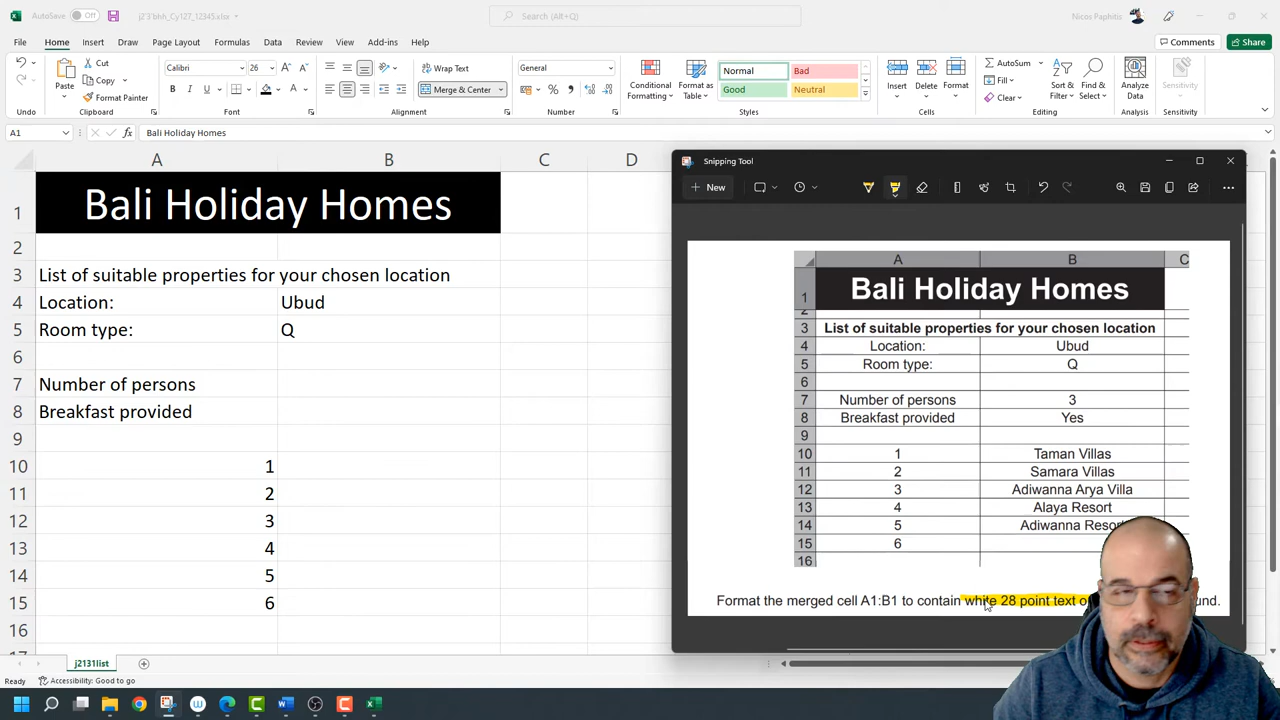 AutoSave Off j2131bhh_Cy127_12345.xlsx
Search (Alt+Q)
Nicos Paphitis
File Home Insert Draw Page Layout Formulas Data Review View Add-ins Help
Comments Share
Paste Cut Copy Format Painter
Calibri 26
B I U
Wrap Text
Merge & Center
General
Conditional Formatting Format as Table
Normal Bad Good Neutral
Insert Delete Format
AutoSum Fill Clear
Sort & Filter Find & Select
Analyze Data
Sensitivity
Clipboard Font Alignment Number Styles Cells Editing Analysis Sensitivity
A1 fx Bali Holiday Homes
A B C D
1 Bali Holiday Homes
2
3 List of suitable properties for your chosen location
4 Location: Ubud
5 Room type: Q
6
7 Number of persons
8 Breakfast provided
9
10 1
11 2
12 3
13 4
14 5
15 6
16
17
j2131list
Ready Accessibility: Good to go
Snipping Tool
New
A B C
1 Bali Holiday Homes
2
3 List of suitable properties for your chosen location
4 Location: Ubud
5 Room type: Q
6
7 Number of persons 3
8 Breakfast provided Yes
9
10 1 Taman Villas
11 2 Samara Villas
12 3 Adiwanna Arya Villa
13 4 Alaya Resort
14 5 Adiwanna Resort
15 6
16
Format the merged cell A1:B1 to contain white 28 point text